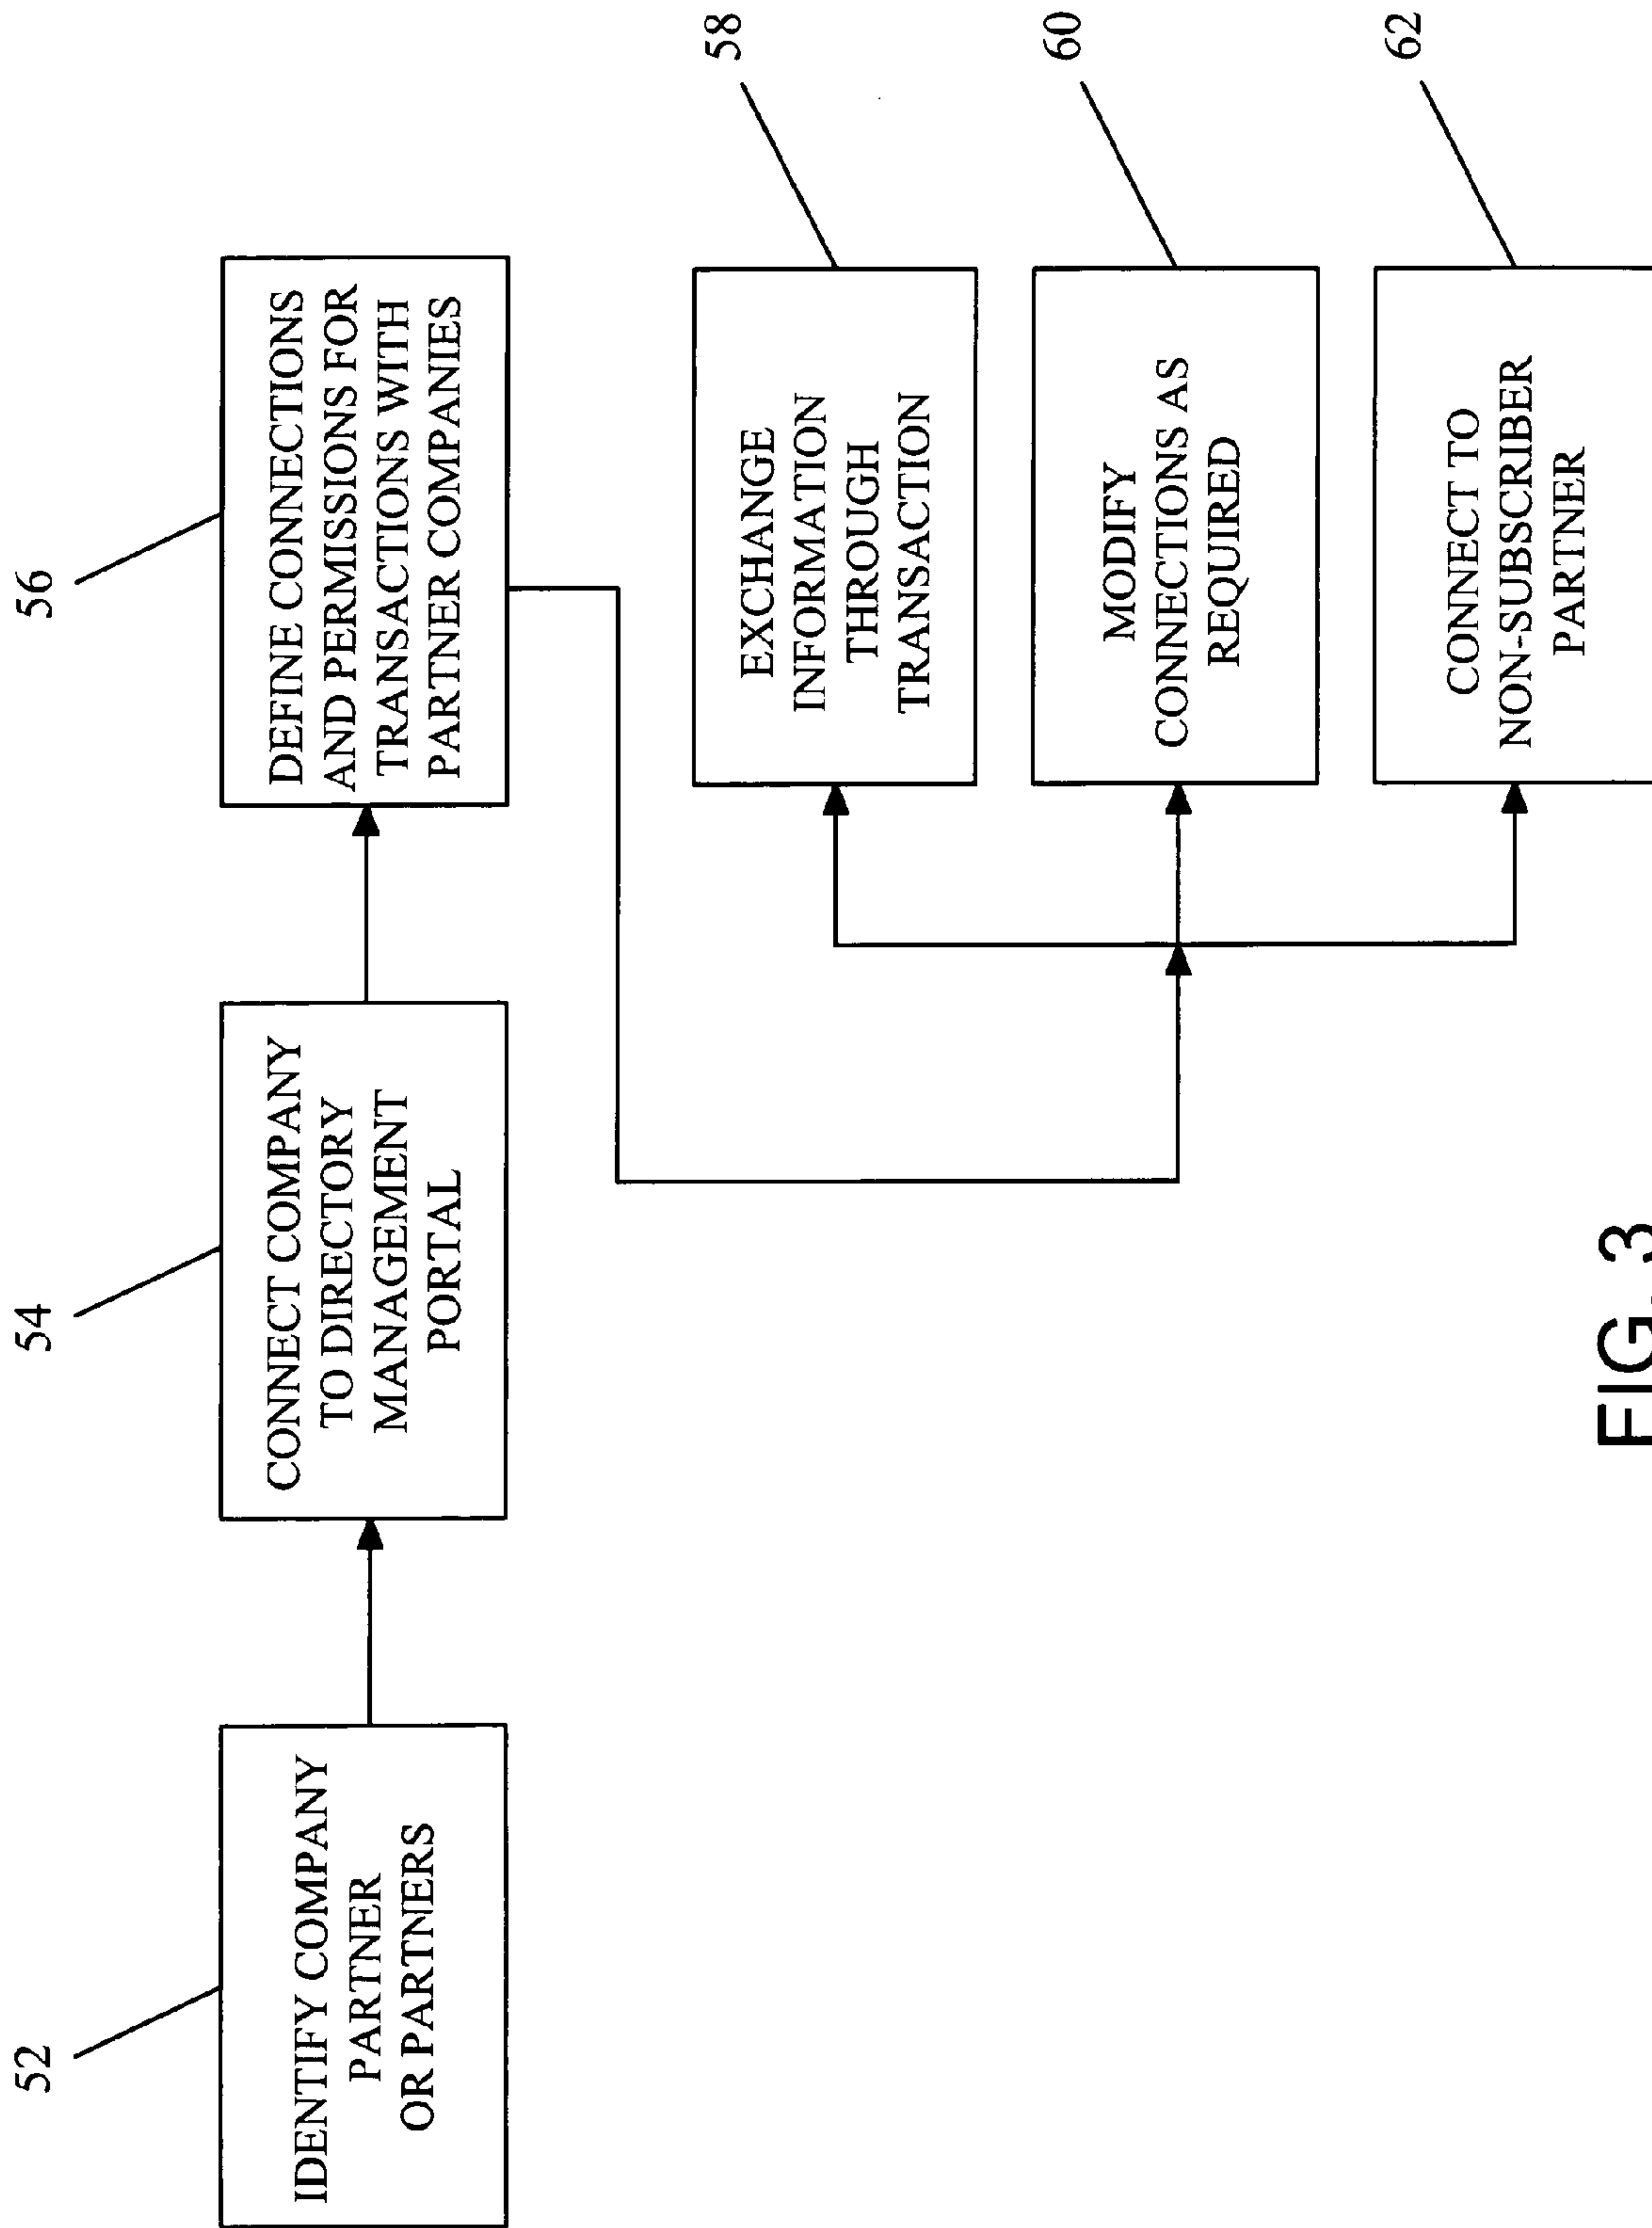 52
IDENTIFY COMPANY
PARTNER
OR PARTNERS
54
CONNECT COMPANY
TO DIRECTORY
MANAGEMENT
PORTAL
56
DEFINE CONNECTIONS
AND PERMISSIONS FOR
TRANSACTIONS WITH
PARTNER COMPANIES
58
EXCHANGE
INFORMATION
THROUGH
TRANSACTION
60
MODIFY
CONNECTIONS AS
REQUIRED
62
CONNECT TO
NON-SUBSCRIBER
PARTNER
FIG. 3